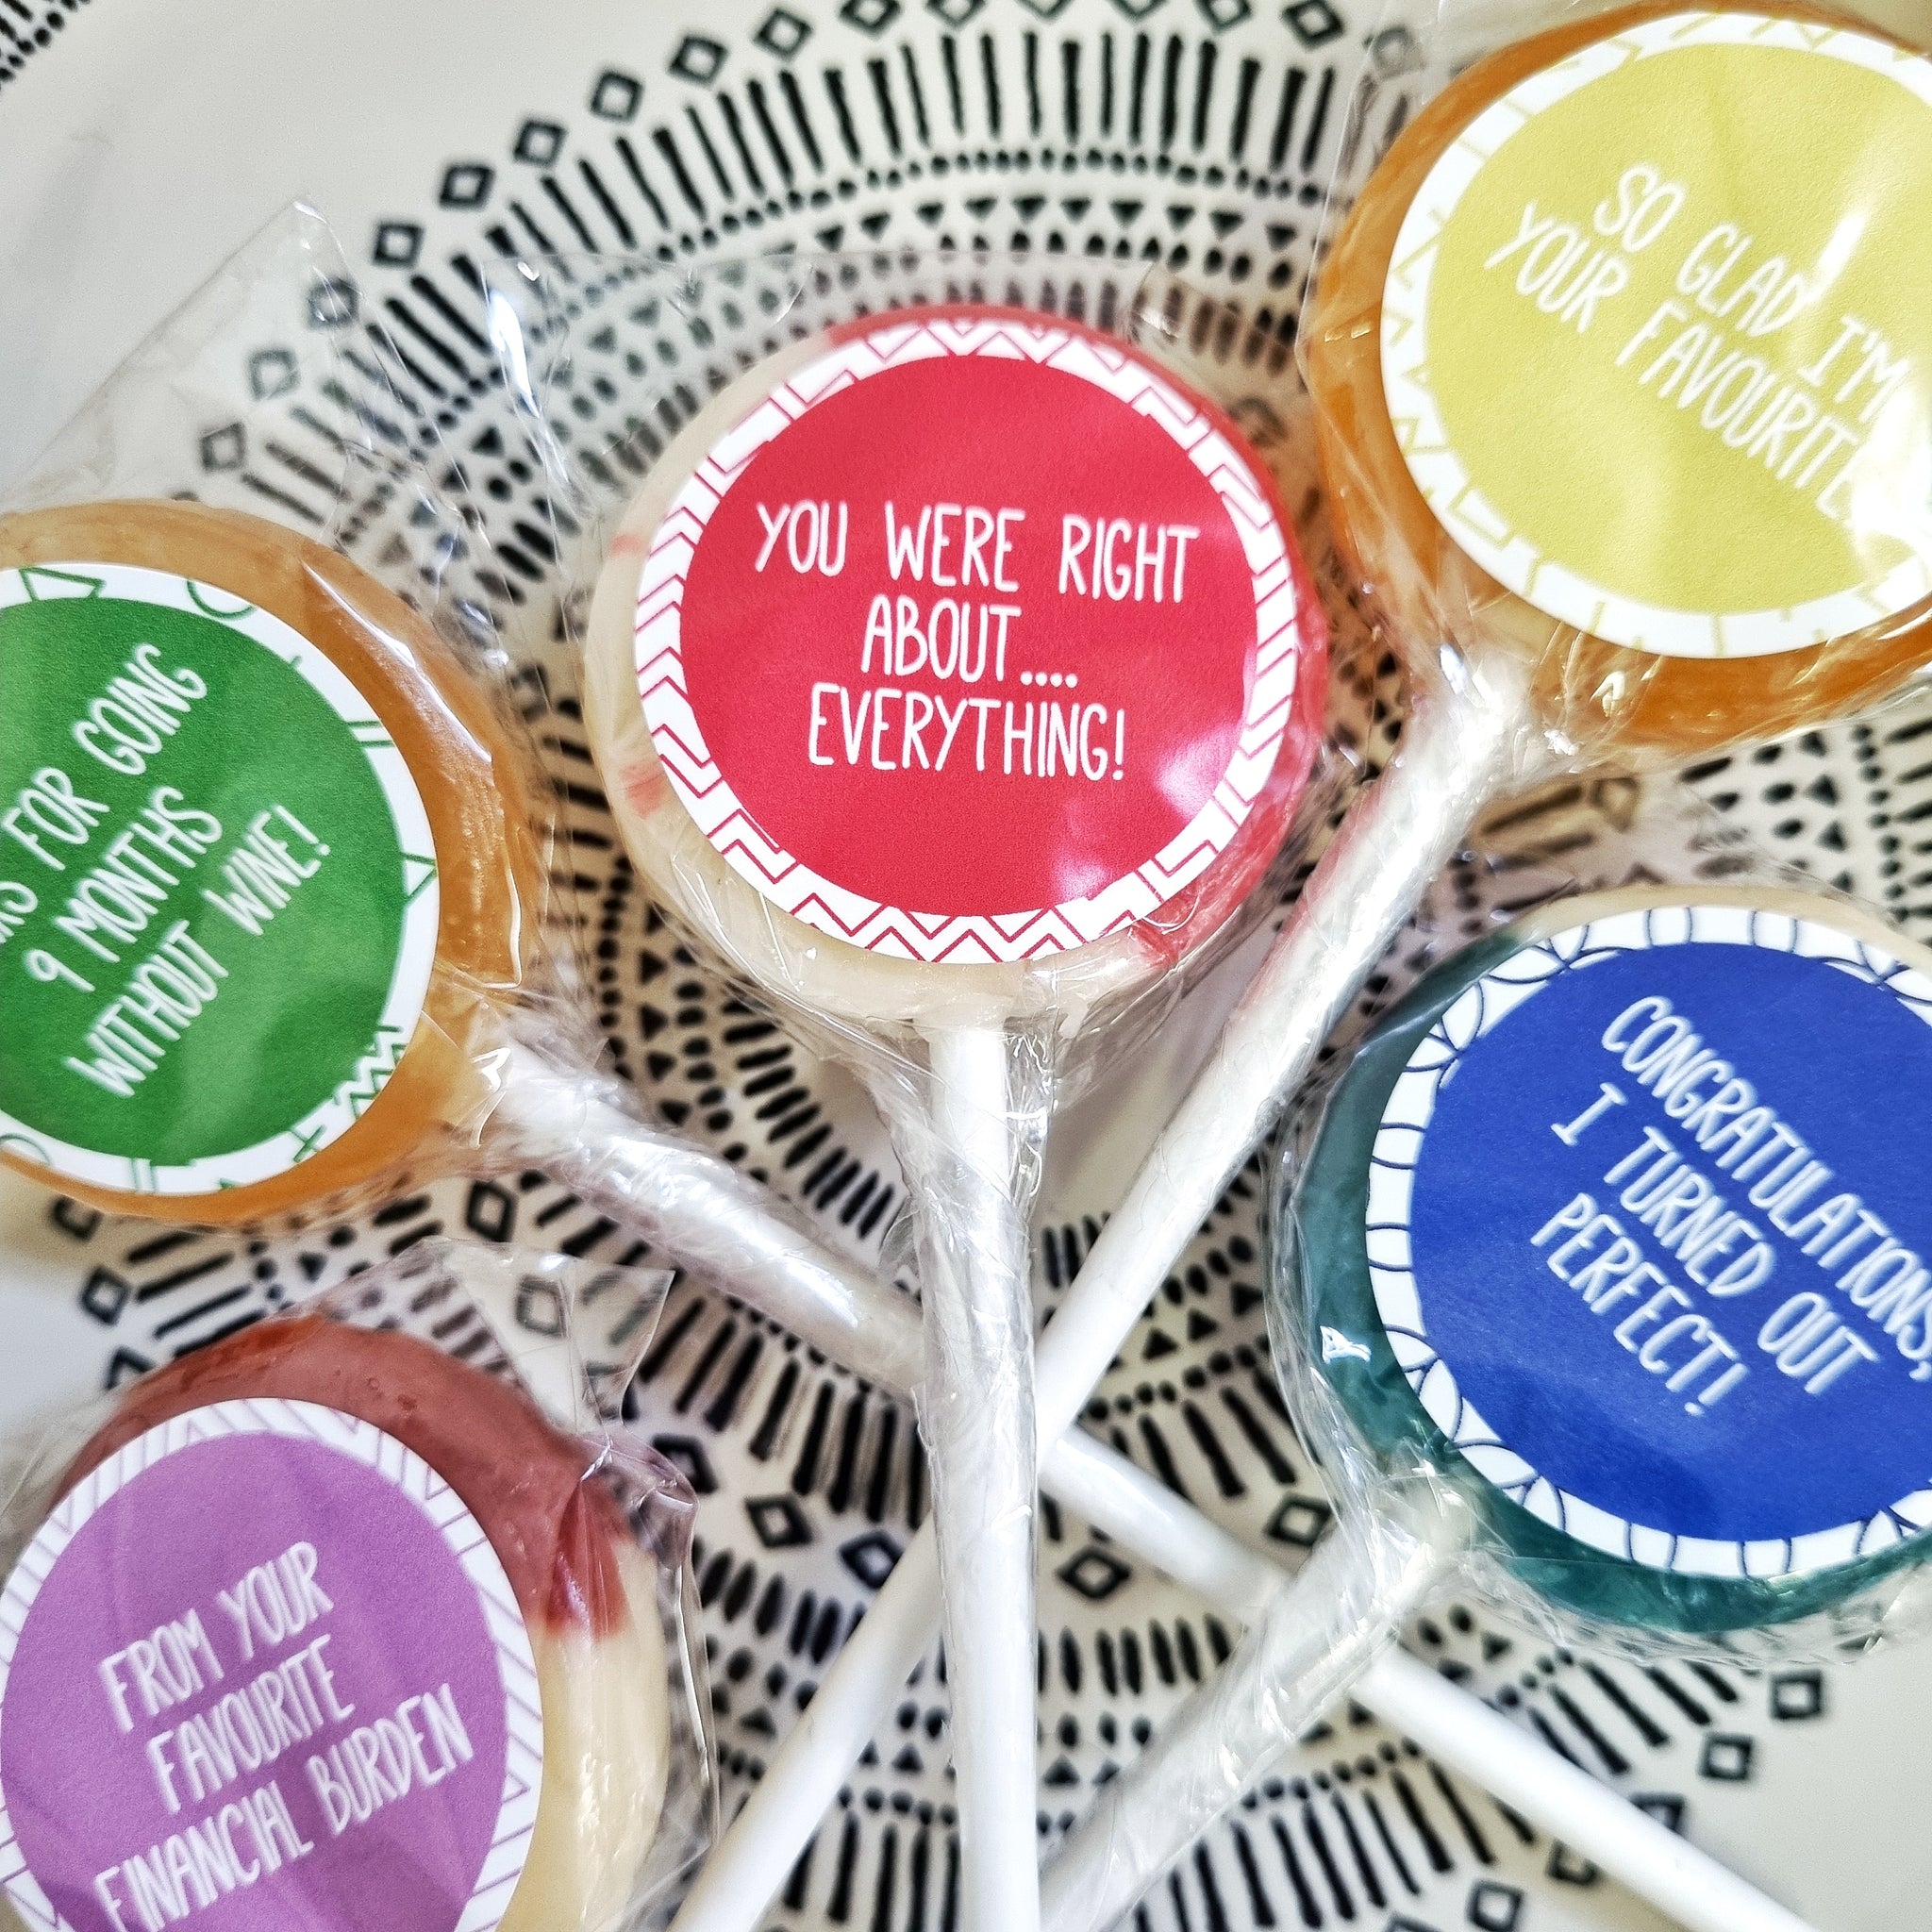 SO GLAD I'M
YOUR FAVOURITE
YOU WERE RIGHT
ABOUT....
EVERYTHING!
FOR GOING
9 MONTHS
WITHOUT WINE!
CONGRATULATIONS,
I TURNED OUT
PERFECT!
FROM YOUR
FAVOURITE
FINANCIAL BURDEN